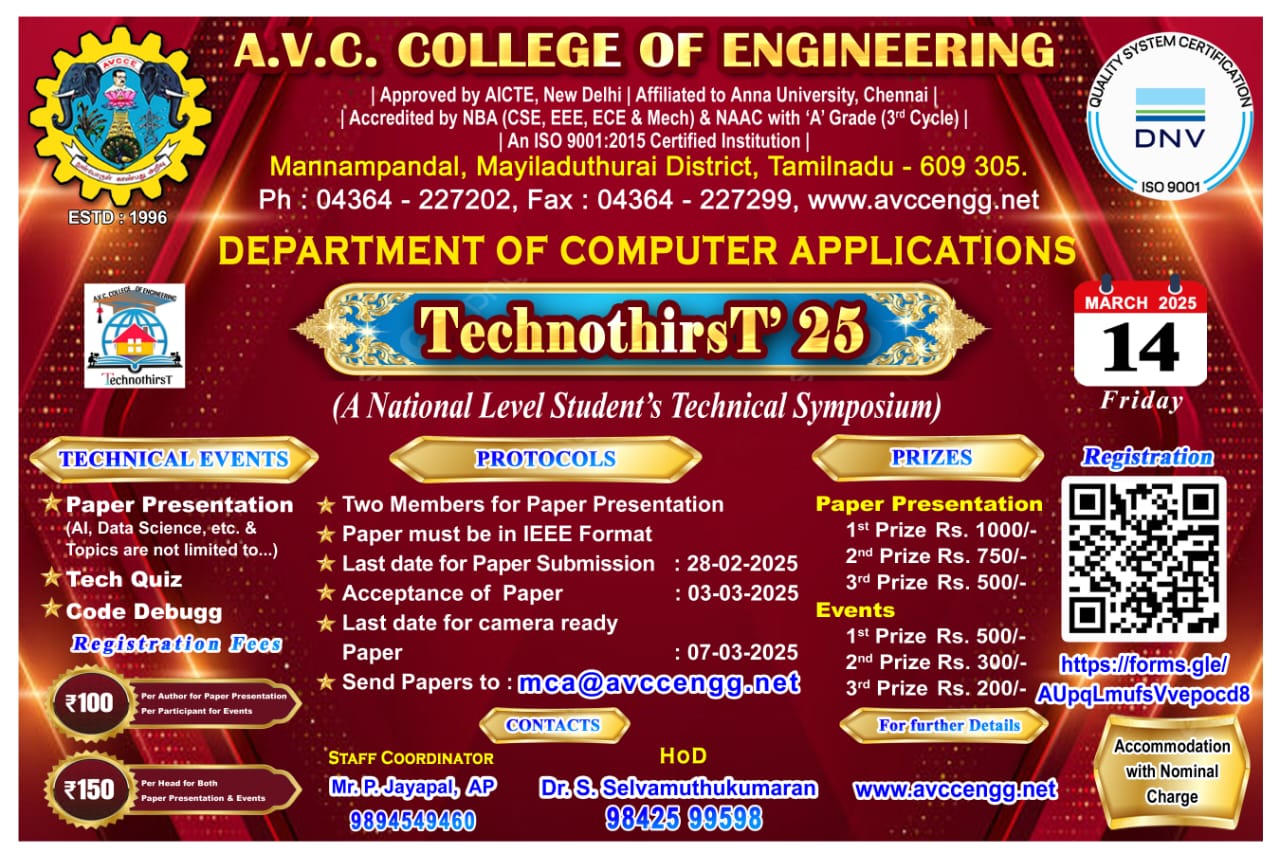 A.V.C. COLLEGE OF ENGINEERING
| Approved by AICTE, New Delhi | Affiliated to Anna University, Chennai |
| Accredited by NBA (CSE, EEE, ECE & Mech) & NAAC with ‘A’ Grade (3rd Cycle) |
| An ISO 9001:2015 Certified Institution |
Mannampandal, Mayiladuthurai District, Tamilnadu - 609 305.
Ph : 04364 - 227202, Fax : 04364 - 227299, www.avccengg.net
AVCCE
ESTD : 1996
QUALITY SYSTEM CERTIFICATION
DNV
ISO 9001
DEPARTMENT OF COMPUTER APPLICATIONS
A.V.C. COLLEGE OF ENGINEERING
TechnothirsT
TechnothirsT’ 25
(A National Level Student’s Technical Symposium)
MARCH 2025
14
Friday
TECHNICAL EVENTS
Paper Presentation
(AI, Data Science, etc. &
Topics are not limited to...)
Tech Quiz
Code Debugg
Registration Fees
₹100
Per Author for Paper Presentation
Per Participant for Events
₹150
Per Head for Both
Paper Presentation & Events
PROTOCOLS
Two Members for Paper Presentation
Paper must be in IEEE Format
Last date for Paper Submission : 28-02-2025
Acceptance of Paper : 03-03-2025
Last date for camera ready
Paper : 07-03-2025
Send Papers to : mca@avccengg.net
CONTACTS
STAFF COORDINATOR
Mr. P. Jayapal, AP
9894549460
HoD
Dr. S. Selvamuthukumaran
98425 99598
PRIZES
Paper Presentation
1st Prize Rs. 1000/-
2nd Prize Rs. 750/-
3rd Prize Rs. 500/-
Events
1st Prize Rs. 500/-
2nd Prize Rs. 300/-
3rd Prize Rs. 200/-
For further Details
www.avccengg.net
Registration
https://forms.gle/
AUpqLmufsVvepocd8
Accommodation
with Nominal
Charge